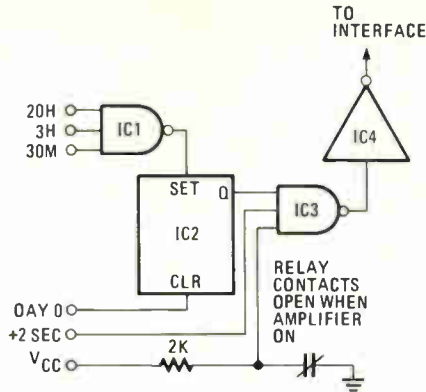 TO
INTERFACE
20H
3H
30M
IC1
IC4
SET
Q
IC3
IC2
CLR
RELAY
CONTACTS
OPEN WHEN
AMPLIFIER
ON
OAY 0
+2 SEC
VCC
2K